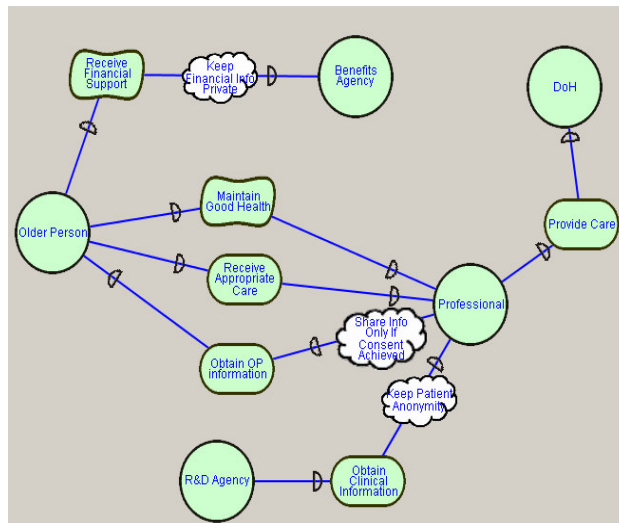 Receive
Financial
Support
Keep
Financial Info
Private
Benefits
Agency
DoH
Older Person
Maintain
Good Health
Provide Care
Receive
Appropriate
Care
Professional
Share Info
Only If
Consent
Achieved
Obtain OP
information
Keep Patient
Anonymity
R&D Agency
Obtain
Clinical
Information